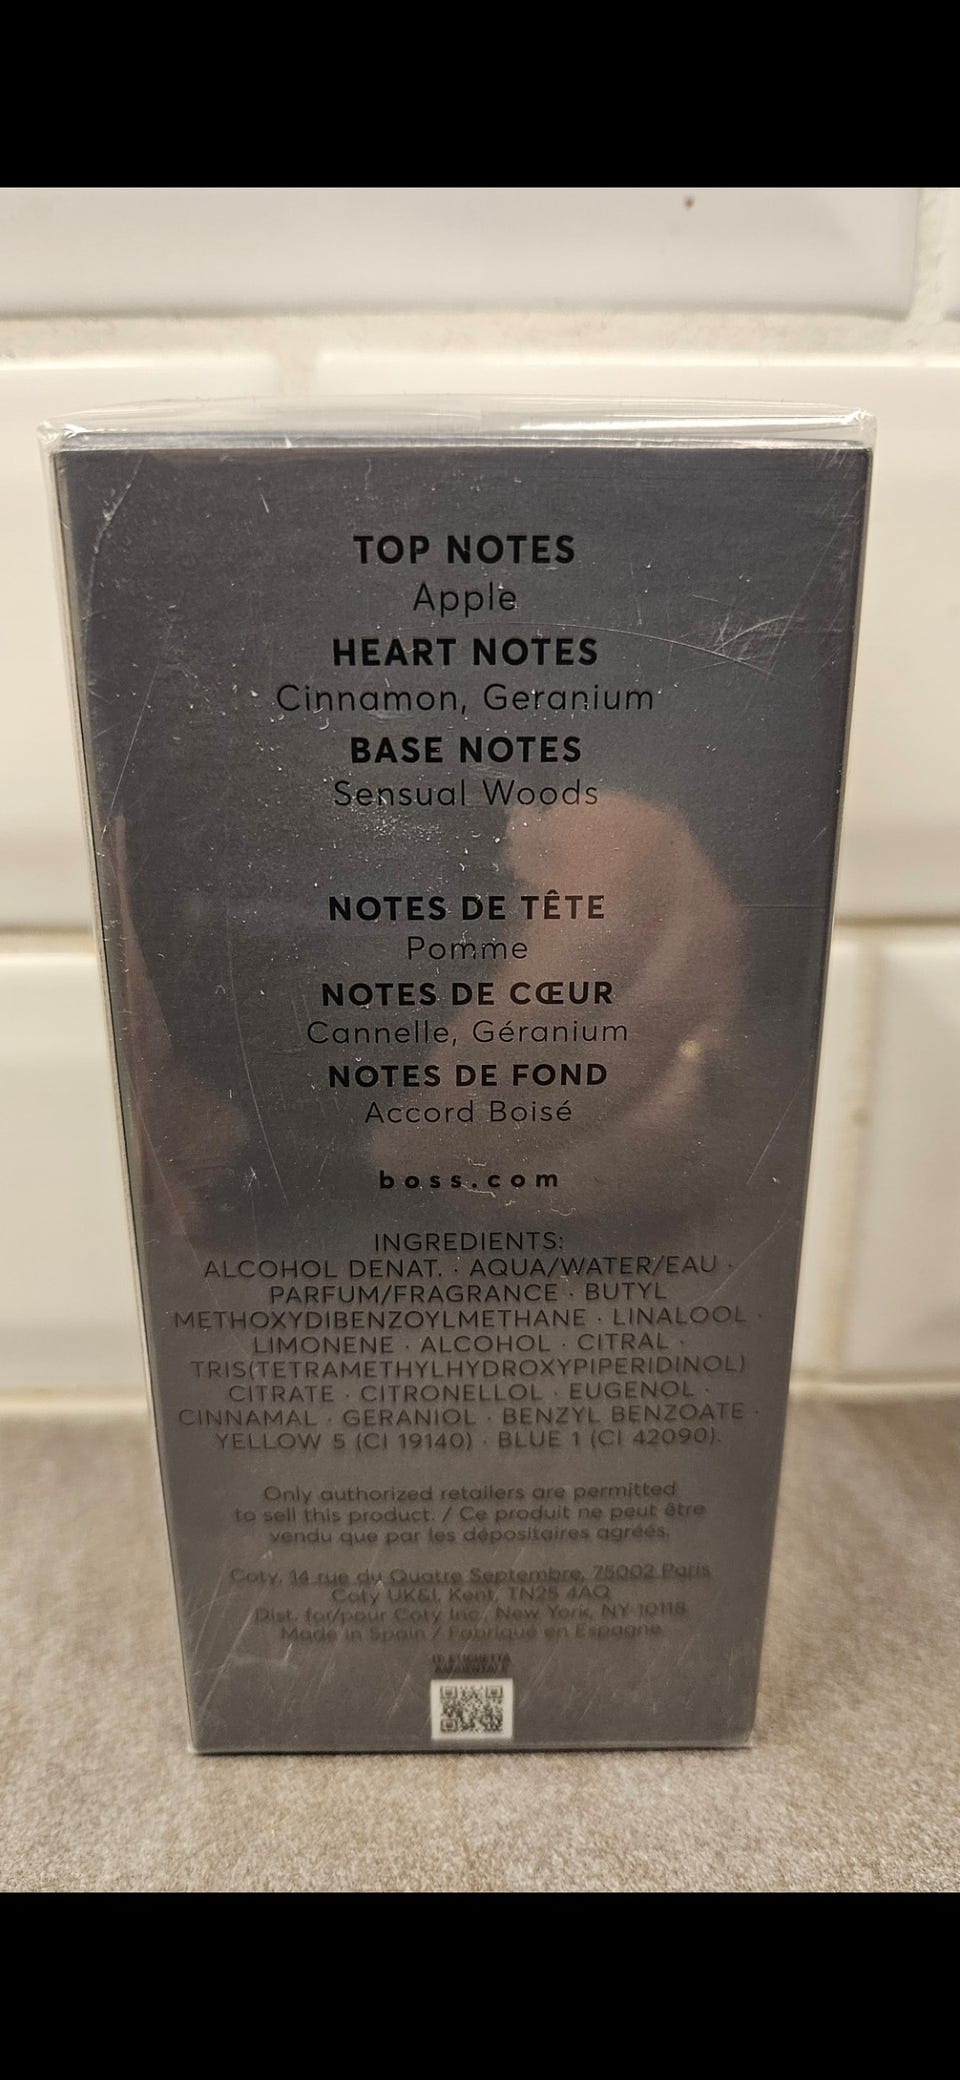 TOP NOTES
Apple
HEART NOTES
Cinnamon, Geranium
BASE NOTES
Sensual Woods
NOTES DE TÊTE
Pomme
NOTES DE CŒUR
Cannelle, Géranium
NOTES DE FOND
Accord Boisé
boss.com
INGREDIENTS:
ALCOHOL DENAT. · AQUA/WATER/EAU ·
PARFUM/FRAGRANCE · BUTYL
METHOXYDIBENZOYLMETHANE · LINALOOL ·
LIMONENE · ALCOHOL · CITRAL ·
TRIS(TETRAMETHYLHYDROXYPIPERIDINOL)
CITRATE · CITRONELLOL · EUGENOL ·
CINNAMAL · GERANIOL · BENZYL BENZOATE ·
YELLOW 5 (CI 19140) · BLUE 1 (CI 42090).
Only authorized retailers are permitted
to sell this product. / Ce produit ne peut être
vendu que par les dépositaires agréés.
Coty, 14 rue du Quatre Septembre, 75002 Paris
Coty UK&I, Kent, TN25 4AQ
Dist. for/pour Coty Inc., New York, NY 10118
Made in Spain / Fabriqué en Espagne
ID ETICHETTA
AMBIENTALE